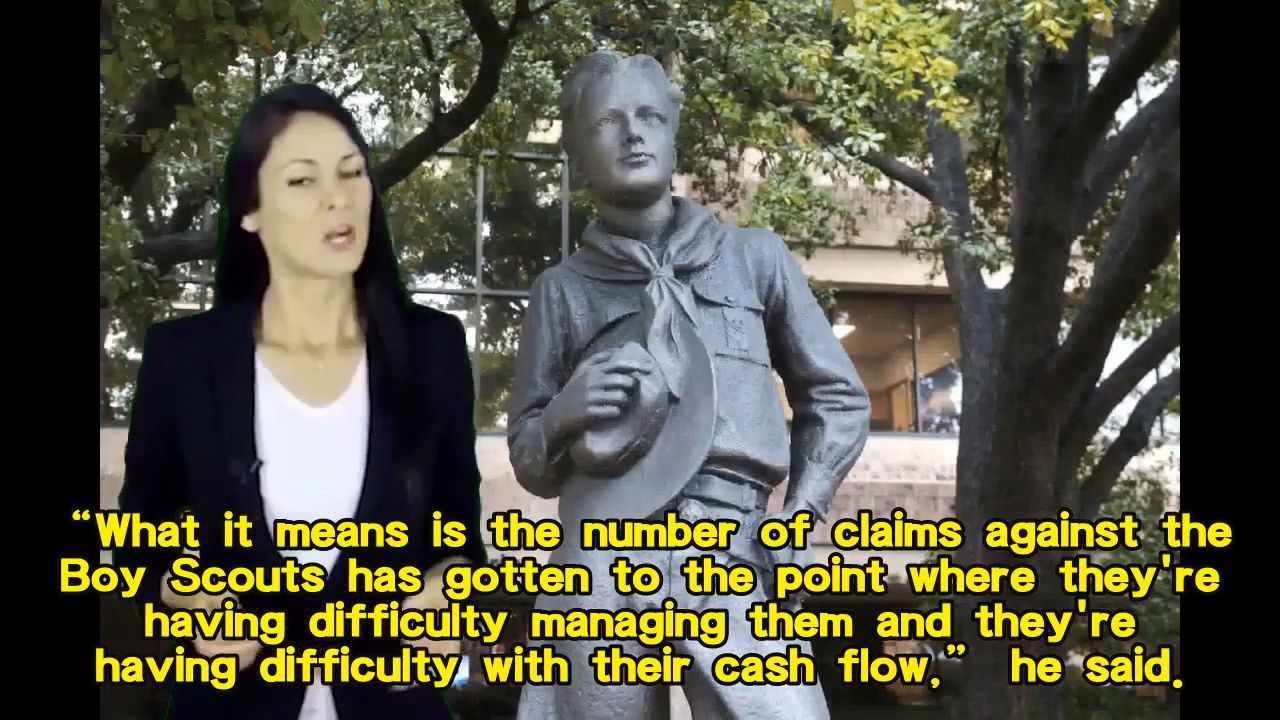 “What it means is the number of claims against the
Boy Scouts has gotten to the point where they're
having difficulty managing them and they're
having difficulty with their cash flow,” he said.